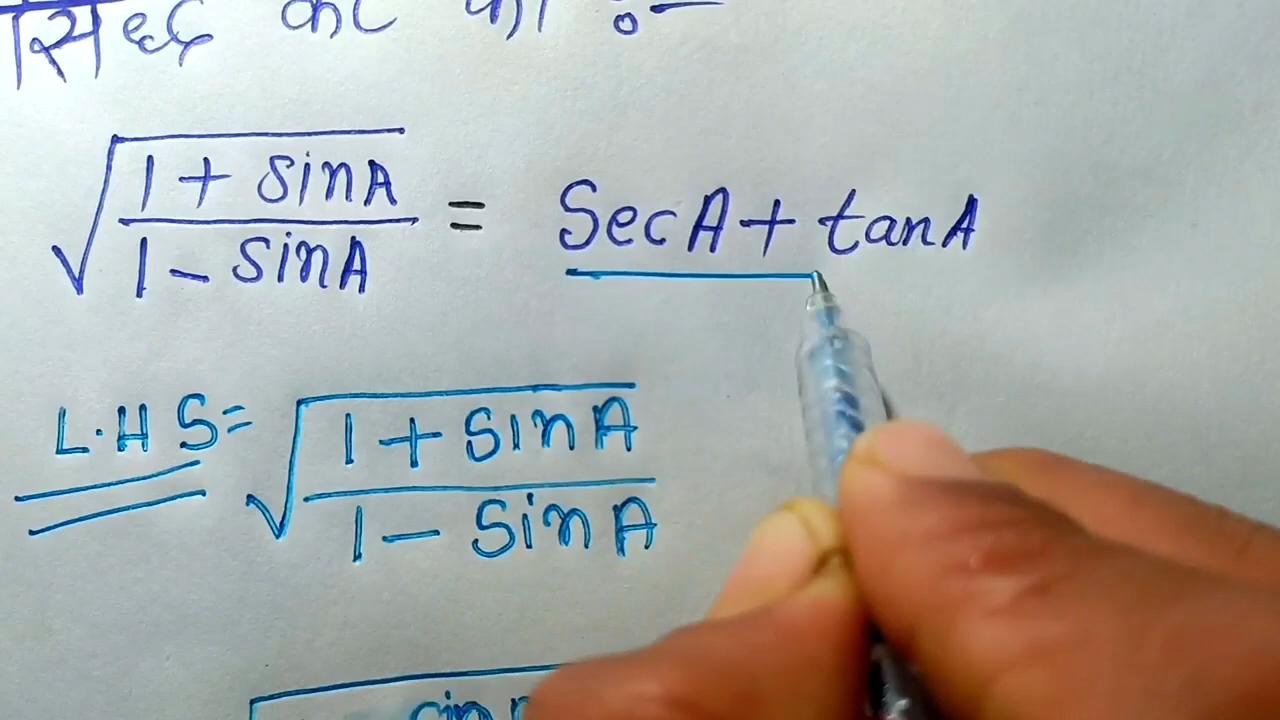 सिद्ध करें की :-
√(1 + sinA / 1 - sinA) = SecA + tanA
L.H S = √(1 + SinA / 1 - SinA)